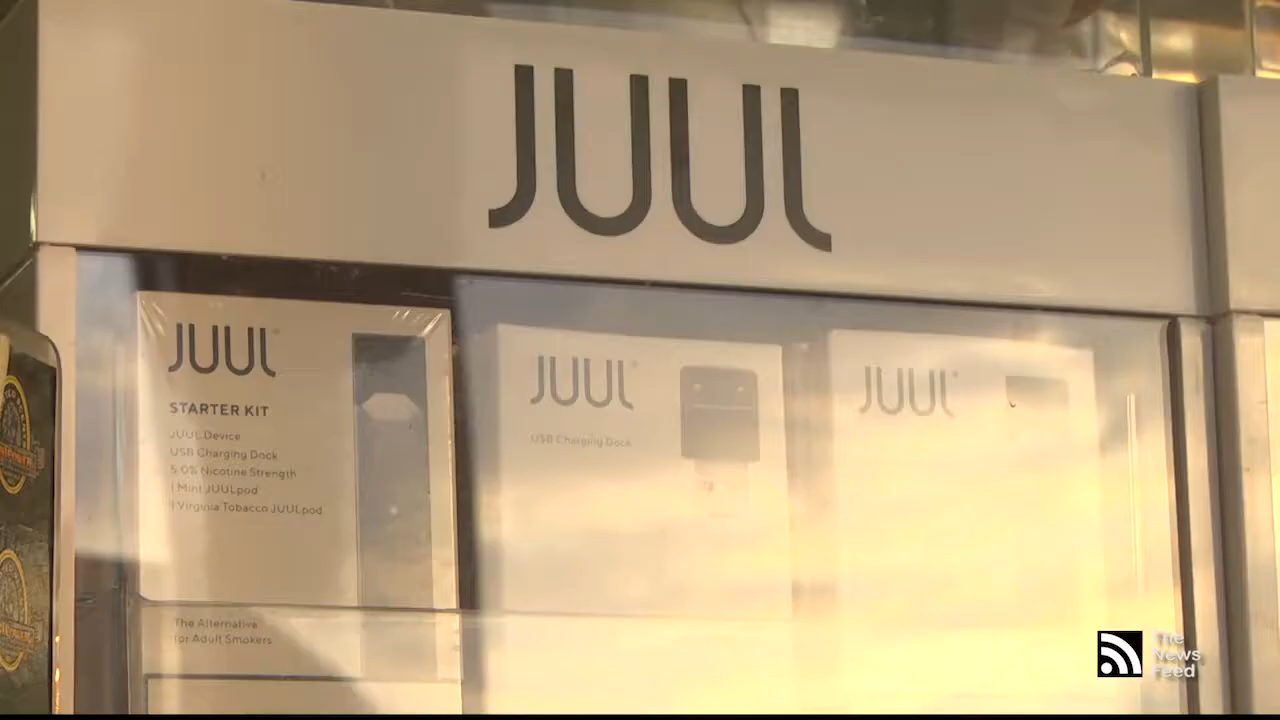 JUUL
JUUL
STARTER KIT
JUUL Device
USB Charging Dock
5.0% Nicotine Strength
1 Mint JUULpod
1 Virginia Tobacco JUULpod
The Alternative
for Adult Smokers
JUUL
USB Charging Dock
JUUL
The
News
Feed